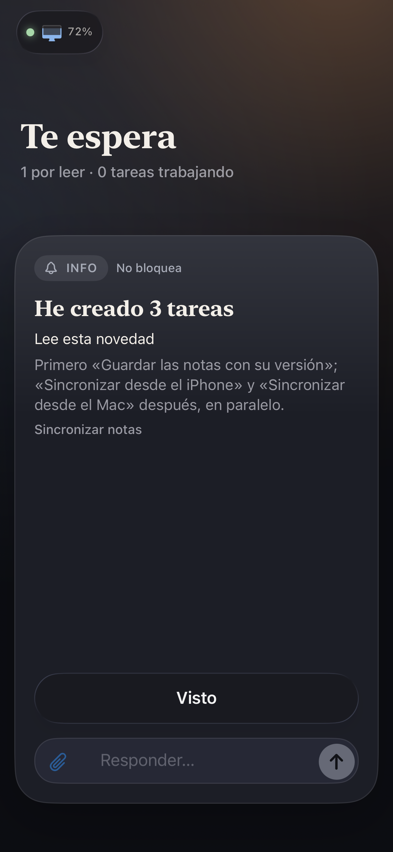 72%
Te espera
1 por leer · 0 tareas trabajando
INFO No bloquea
He creado 3 tareas
Lee esta novedad
Primero «Guardar las notas con su versión»;
«Sincronizar desde el iPhone» y «Sincronizar
desde el Mac» después, en paralelo.
Sincronizar notas
Visto
Responder...